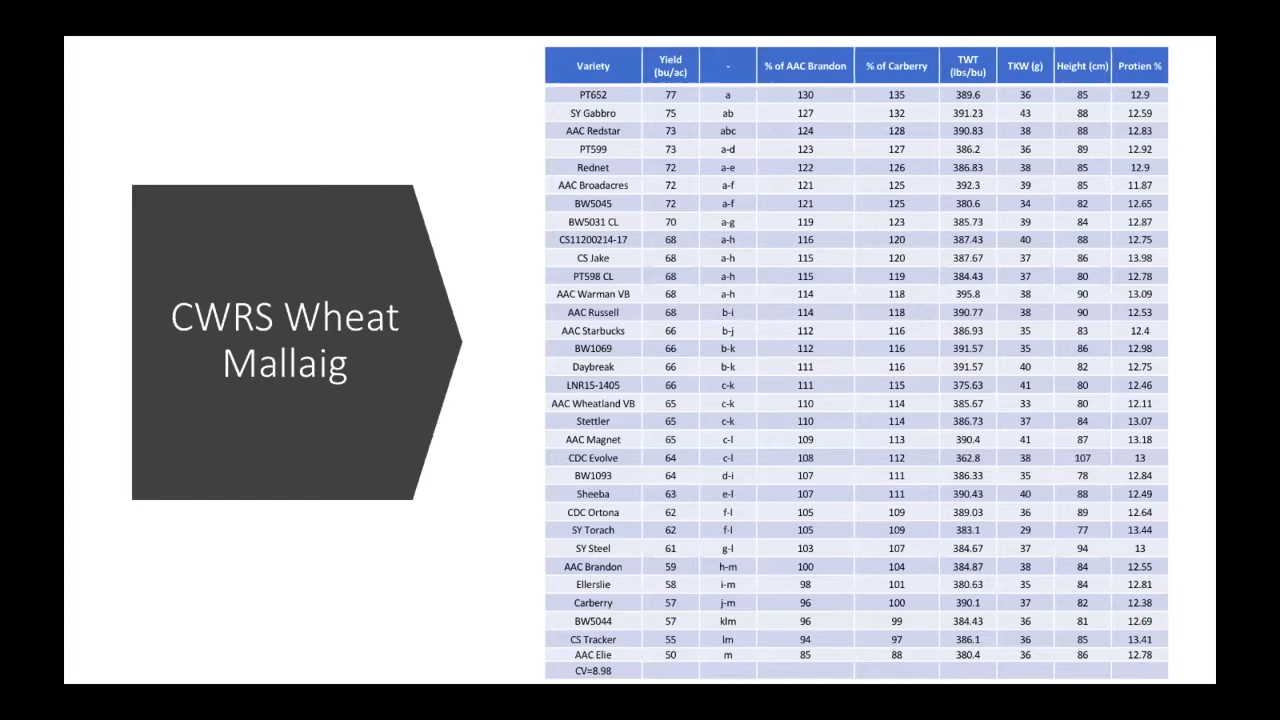 CWRS Wheat
Mallaig
Variety Yield (bu/ac) - % of AAC Brandon % of Carberry TWT (lbs/bu) TKW (g) Height (cm) Protien %
PT652 77 a 130 135 389.6 36 85 12.9
SY Gabbro 75 ab 127 132 391.23 43 88 12.59
AAC Redstar 73 abc 124 128 390.83 38 88 12.83
PT599 73 a-d 123 127 386.2 36 89 12.92
Rednet 72 a-e 122 126 386.83 38 85 12.9
AAC Broadacres 72 a-f 121 125 392.3 39 85 11.87
BW5045 72 a-f 121 125 380.6 34 82 12.65
BW5031 CL 70 a-g 119 123 385.73 39 84 12.87
CS11200214-17 68 a-h 116 120 387.43 40 88 12.75
CS Jake 68 a-h 115 120 387.67 37 86 13.98
PT598 CL 68 a-h 115 119 384.43 37 80 12.78
AAC Warman VB 68 a-h 114 118 395.8 38 90 13.09
AAC Russell 68 b-i 114 118 390.77 38 90 12.53
AAC Starbucks 66 b-j 112 116 386.93 35 83 12.4
BW1069 66 b-k 112 116 391.57 35 86 12.98
Daybreak 66 b-k 111 116 391.57 40 82 12.75
LNR15-1405 66 c-k 111 115 375.63 41 80 12.46
AAC Wheatland VB 65 c-k 110 114 385.67 33 80 12.11
Stettler 65 c-k 110 114 386.73 37 84 13.07
AAC Magnet 65 c-l 109 113 390.4 41 87 13.18
CDC Evolve 64 c-l 108 112 362.8 38 107 13
BW1093 64 d-i 107 111 386.33 35 78 12.84
Sheeba 63 e-l 107 111 390.43 40 88 12.49
CDC Ortona 62 f-l 105 109 389.03 36 89 12.64
SY Torach 62 f-l 105 109 383.1 29 77 13.44
SY Steel 61 g-l 103 107 384.67 37 94 13
AAC Brandon 59 h-m 100 104 384.87 38 84 12.55
Ellerslie 58 i-m 98 101 380.63 35 84 12.81
Carberry 57 j-m 96 100 390.1 37 82 12.38
BW5044 57 klm 96 99 384.43 36 81 12.69
CS Tracker 55 lm 94 97 386.1 36 85 13.41
AAC Elie 50 m 85 88 380.4 36 86 12.78
CV=8.98